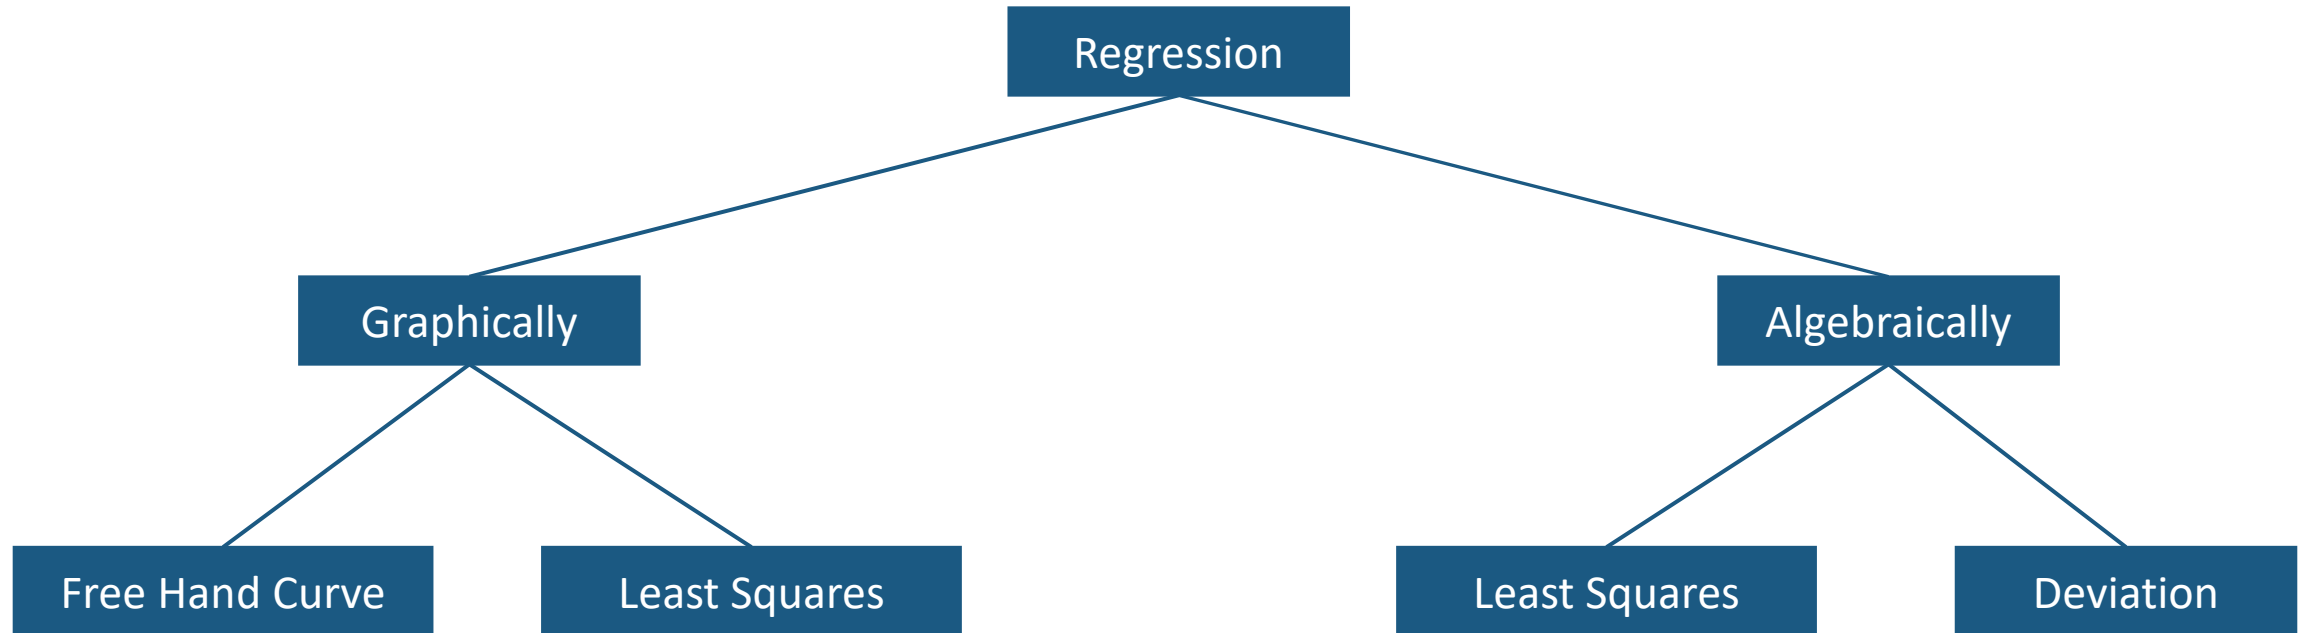 Regression
Graphically
Algebraically
Free Hand Curve
Least Squares
Least Squares
Deviation